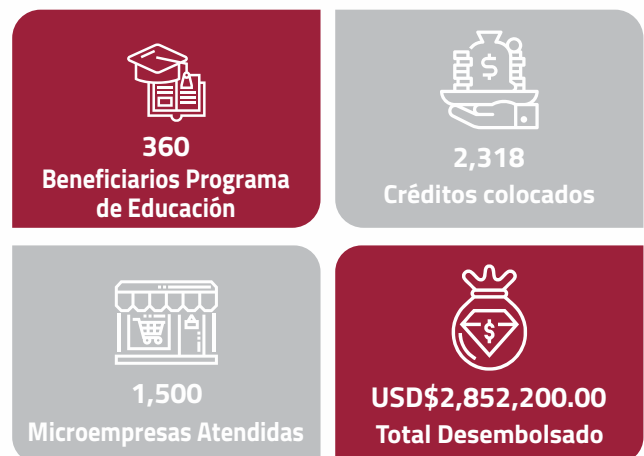 360
Beneficiarios Programa
de Educación
$
2,318
Créditos colocados
1,500
Microempresas Atendidas
$
USD$2,852,200.00
Total Desembolsado